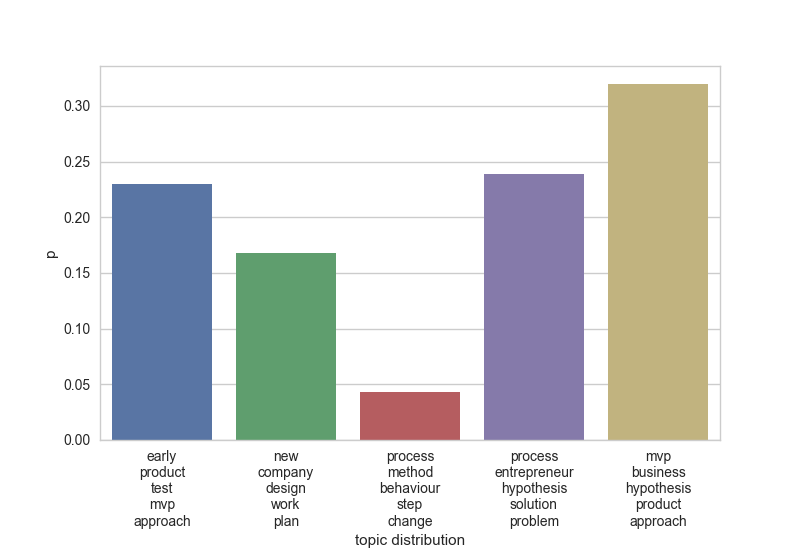 0.30
0.25
0.20
0.15
0.10
0.05
0.00
p
early
product
test
mvp
approach
new
company
design
work
plan
process
method
behaviour
step
change
process
entrepreneur
hypothesis
solution
problem
mvp
business
hypothesis
product
approach
topic distribution